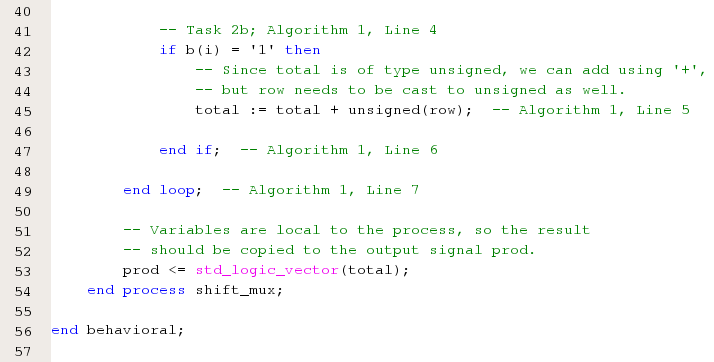 40
41 -- Task 2b; Algorithm 1, Line 4
42 if b(i) = '1' then
43 -- Since total is of type unsigned, we can add using '+',
44 -- but row needs to be cast to unsigned as well.
45 total := total + unsigned(row); -- Algorithm 1, Line 5
46
47 end if; -- Algorithm 1, Line 6
48
49 end loop; -- Algorithm 1, Line 7
50
51 -- Variables are local to the process, so the result
52 -- should be copied to the output signal prod.
53 prod <= std_logic_vector(total);
54 end process shift_mux;
55
56 end behavioral;
57